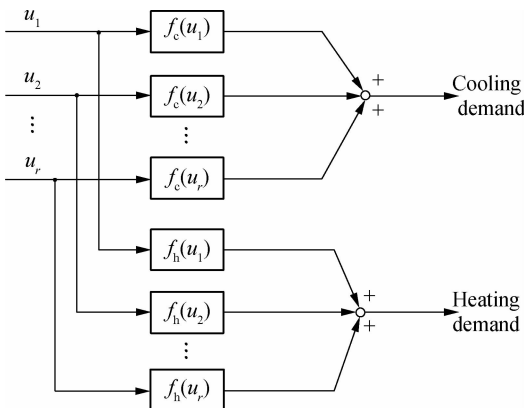 u1
fc(u1)
u2
fc(u2)
+
+
Cooling
demand
⋮
⋮
ur
fc(ur)
fh(u1)
fh(u2)
+
+
Heating
demand
⋮
fh(ur)